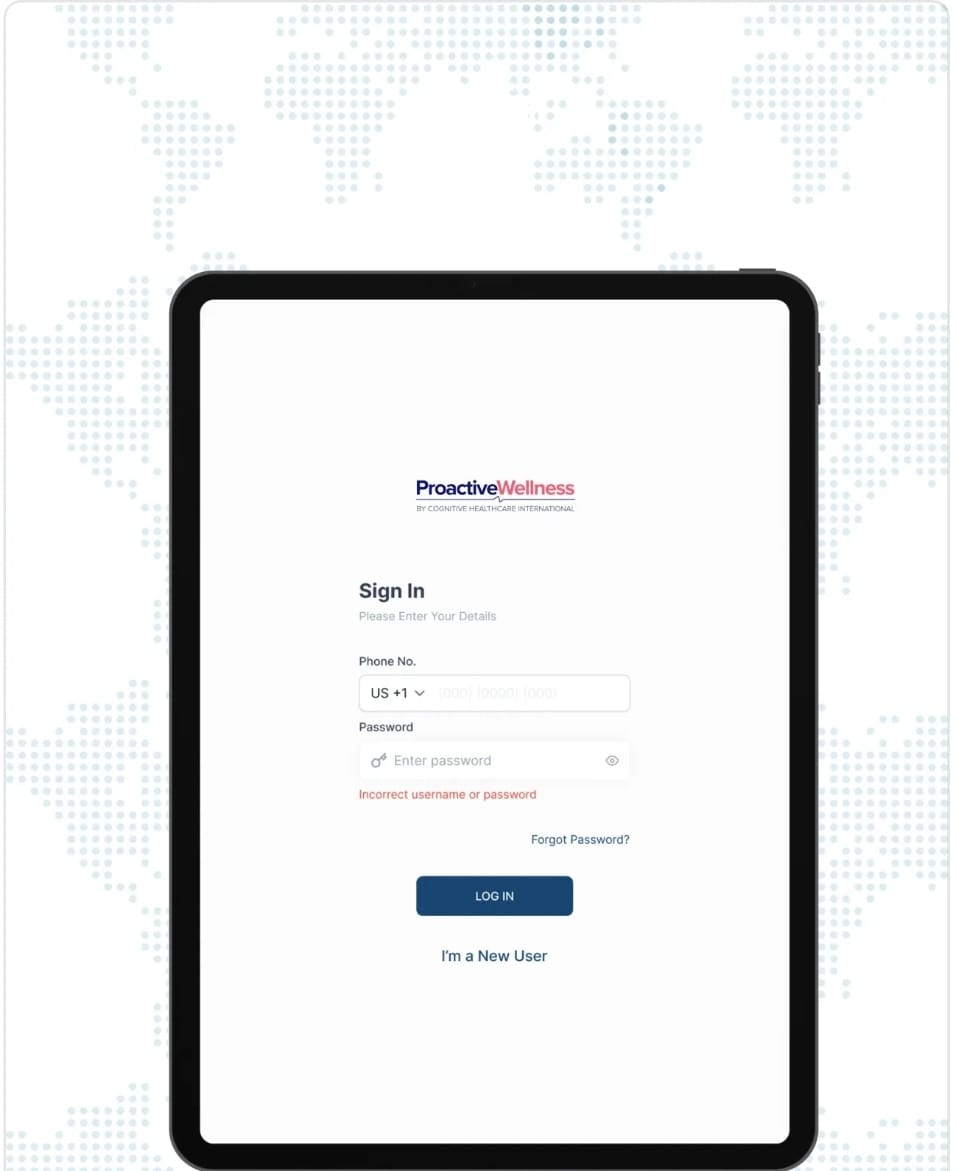 ProactiveWellness
BY COGNITIVE HEALTHCARE INTERNATIONAL
Sign In
Please Enter Your Details
Phone No.
US +1 (000) (0000) (000)
Password
Enter password
Incorrect username or password
Forgot Password?
LOG IN
I'm a New User